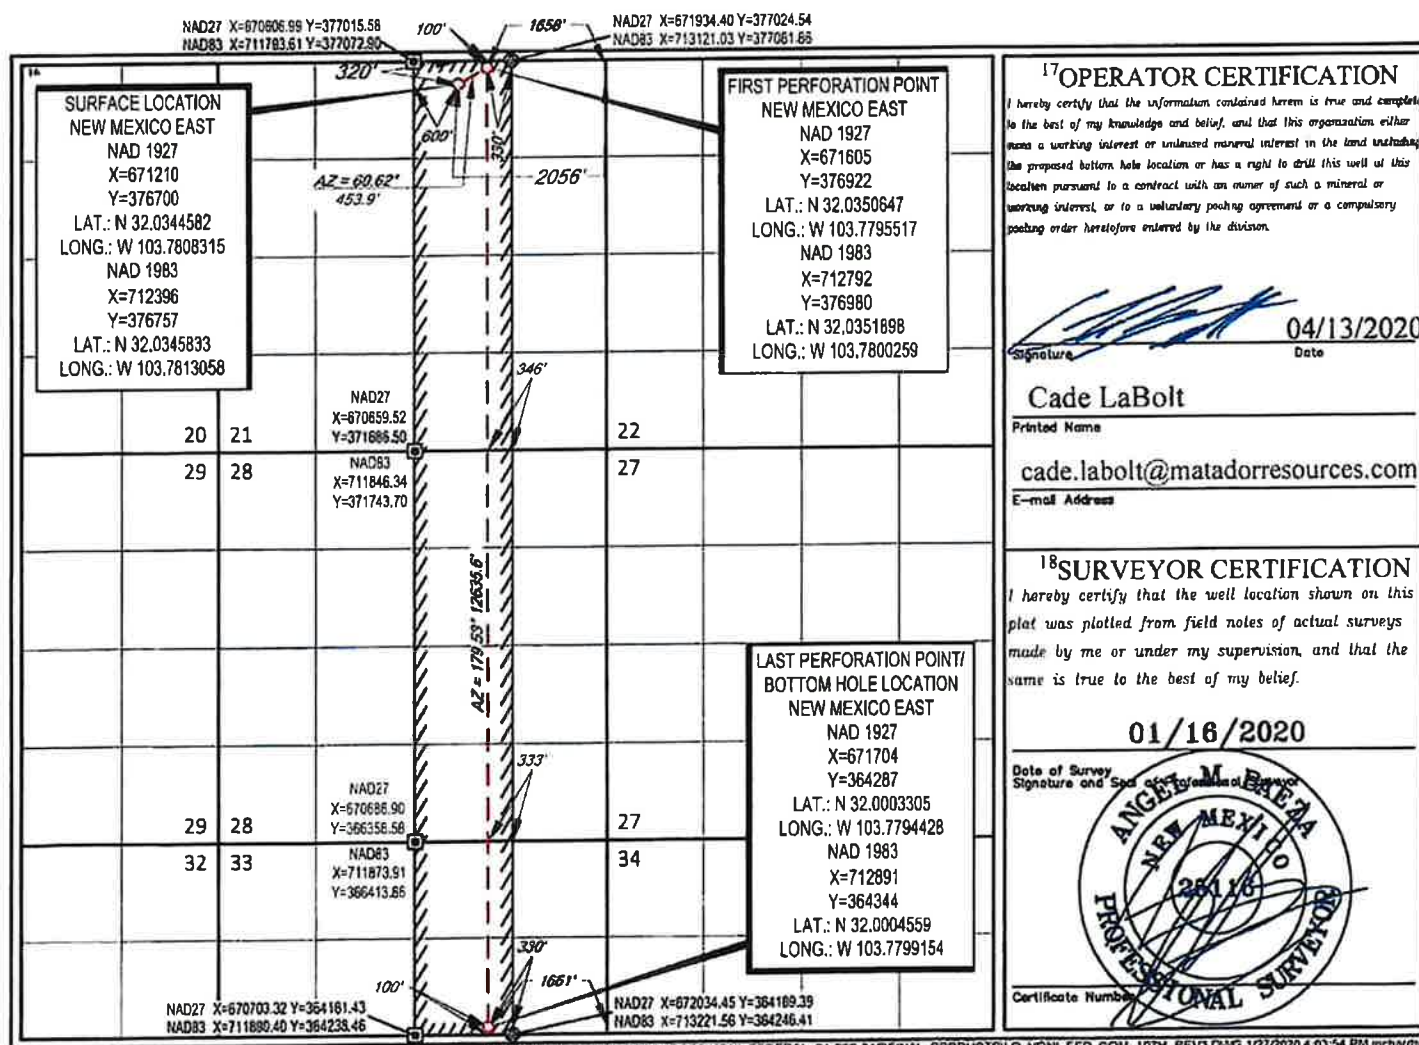 NAD27 X=670606.99 Y=377015.58
NAD83 X=711793.61 Y=377072.90
100'
1658'
NAD27 X=671934.40 Y=377024.54
NAD83 X=713121.03 Y=377081.86
16
320'
600'
330'
AZ = 60.62°
453.9'
2056'
SURFACE LOCATION
NEW MEXICO EAST
NAD 1927
X=671210
Y=376700
LAT.: N 32.0344582
LONG.: W 103.7808315
NAD 1983
X=712396
Y=376757
LAT.: N 32.0345833
LONG.: W 103.7813058
FIRST PERFORATION POINT
NEW MEXICO EAST
NAD 1927
X=671605
Y=376922
LAT.: N 32.0350647
LONG.: W 103.7795517
NAD 1983
X=712792
Y=376980
LAT.: N 32.0351898
LONG.: W 103.7800259
346'
NAD27
X=670659.52
Y=371686.50
20 21
22
29 28
27
NAD83
X=711846.34
Y=371743.70
AZ = 179.53° 12635.6'
333'
NAD27
X=670686.90
Y=366356.58
29 28
27
32 33
34
NAD83
X=711873.91
Y=366413.86
LAST PERFORATION POINT/
BOTTOM HOLE LOCATION
NEW MEXICO EAST
NAD 1927
X=671704
Y=364287
LAT.: N 32.0003305
LONG.: W 103.7794428
NAD 1983
X=712891
Y=364344
LAT.: N 32.0004559
LONG.: W 103.7799154
330'
100'
1661'
NAD27 X=670703.32 Y=364181.43
NAD83 X=711890.40 Y=364238.46
NAD27 X=672034.45 Y=364189.39
NAD83 X=713221.56 Y=364246.41
17 OPERATOR CERTIFICATION
I hereby certify that the information contained herein is true and complete
to the best of my knowledge and belief, and that this organization either
owns a working interest or unleased mineral interest in the land including
the proposed bottom hole location or has a right to drill this well at this
location pursuant to a contract with an owner of such a mineral or
working interest, or to a voluntary pooling agreement or a compulsory
pooling order heretofore entered by the division.
04/13/2020
Signature
Date
Cade LaBolt
Printed Name
cade.labolt@matadorresources.com
E-mail Address
18 SURVEYOR CERTIFICATION
I hereby certify that the well location shown on this
plat was plotted from field notes of actual surveys
made by me or under my supervision, and that the
same is true to the best of my belief.
01/16/2020
Date of Survey
Signature and Seal of Professional Surveyor
ANGEL M. BAEZA
NEW MEXICO
25116
PROFESSIONAL SURVEYOR
Certificate Number